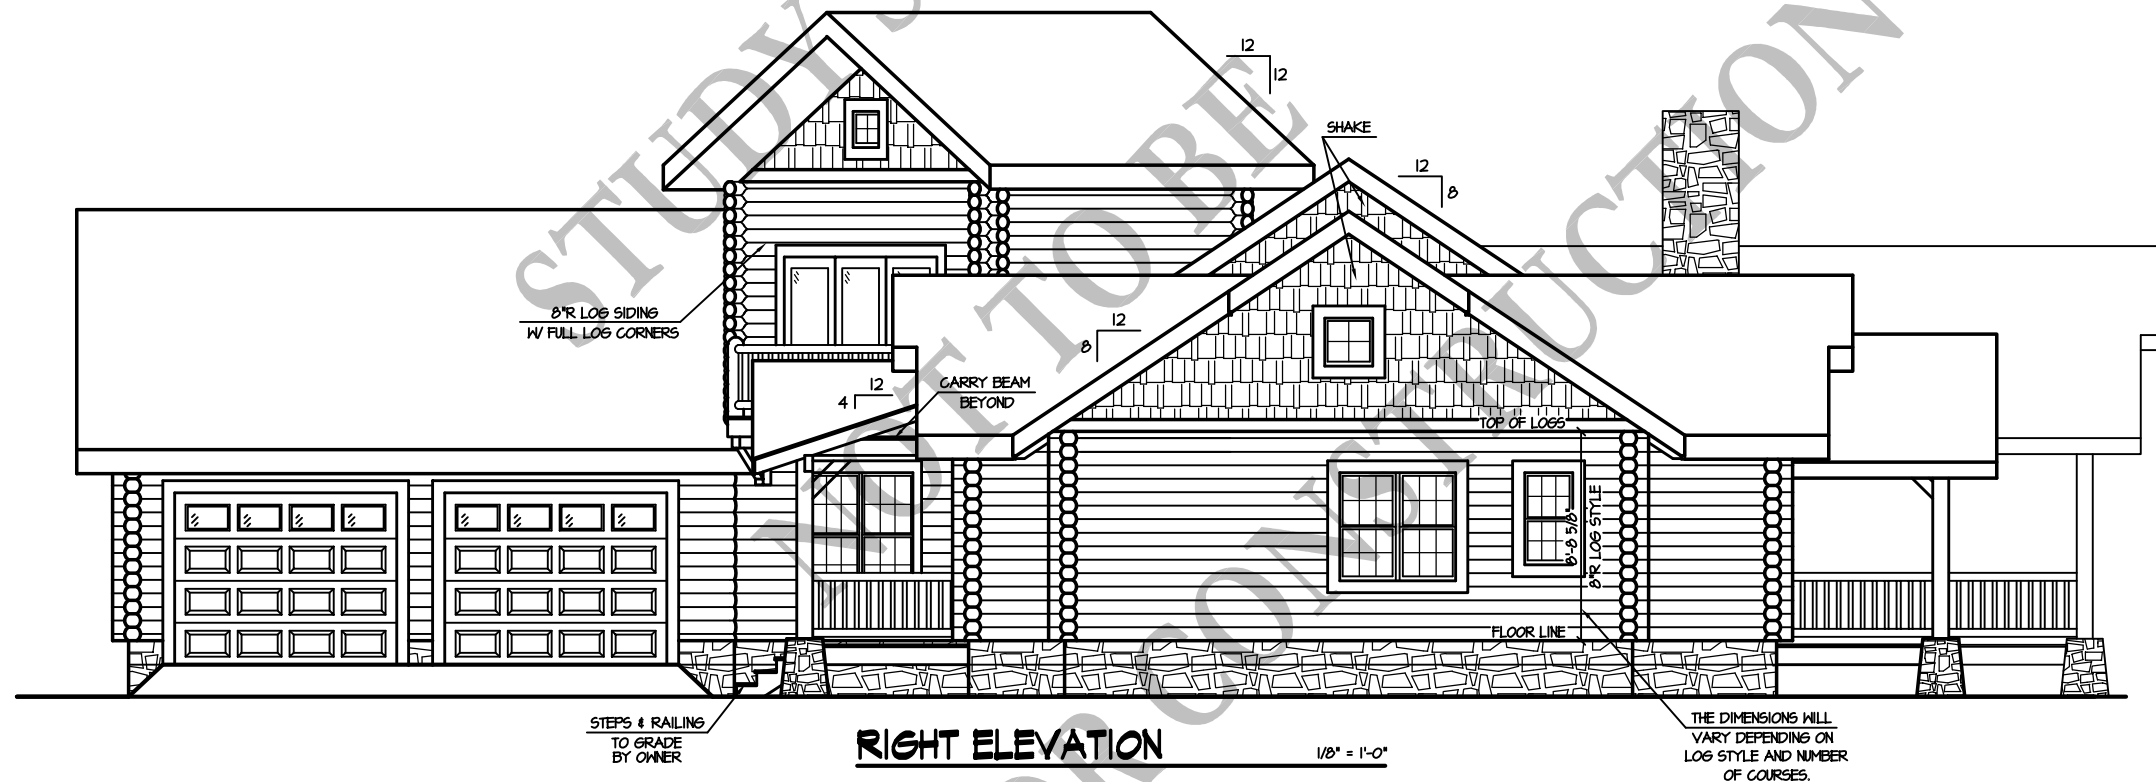 12
12
SHAKE
12
8
8"R LOG SIDING
W/ FULL LOG CORNERS
12
8
12
4
CARRY BEAM
BEYOND
TOP OF LOGS
8'-8 5/8"
8"R LOG STYLE
FLOOR LINE
STEPS & RAILING
TO GRADE
BY OWNER
RIGHT ELEVATION
1/8" = 1'-0"
THE DIMENSIONS WILL
VARY DEPENDING ON
LOG STYLE AND NUMBER
OF COURSES.
STUDY
NOT TO BE
OR CONSTRUCTION